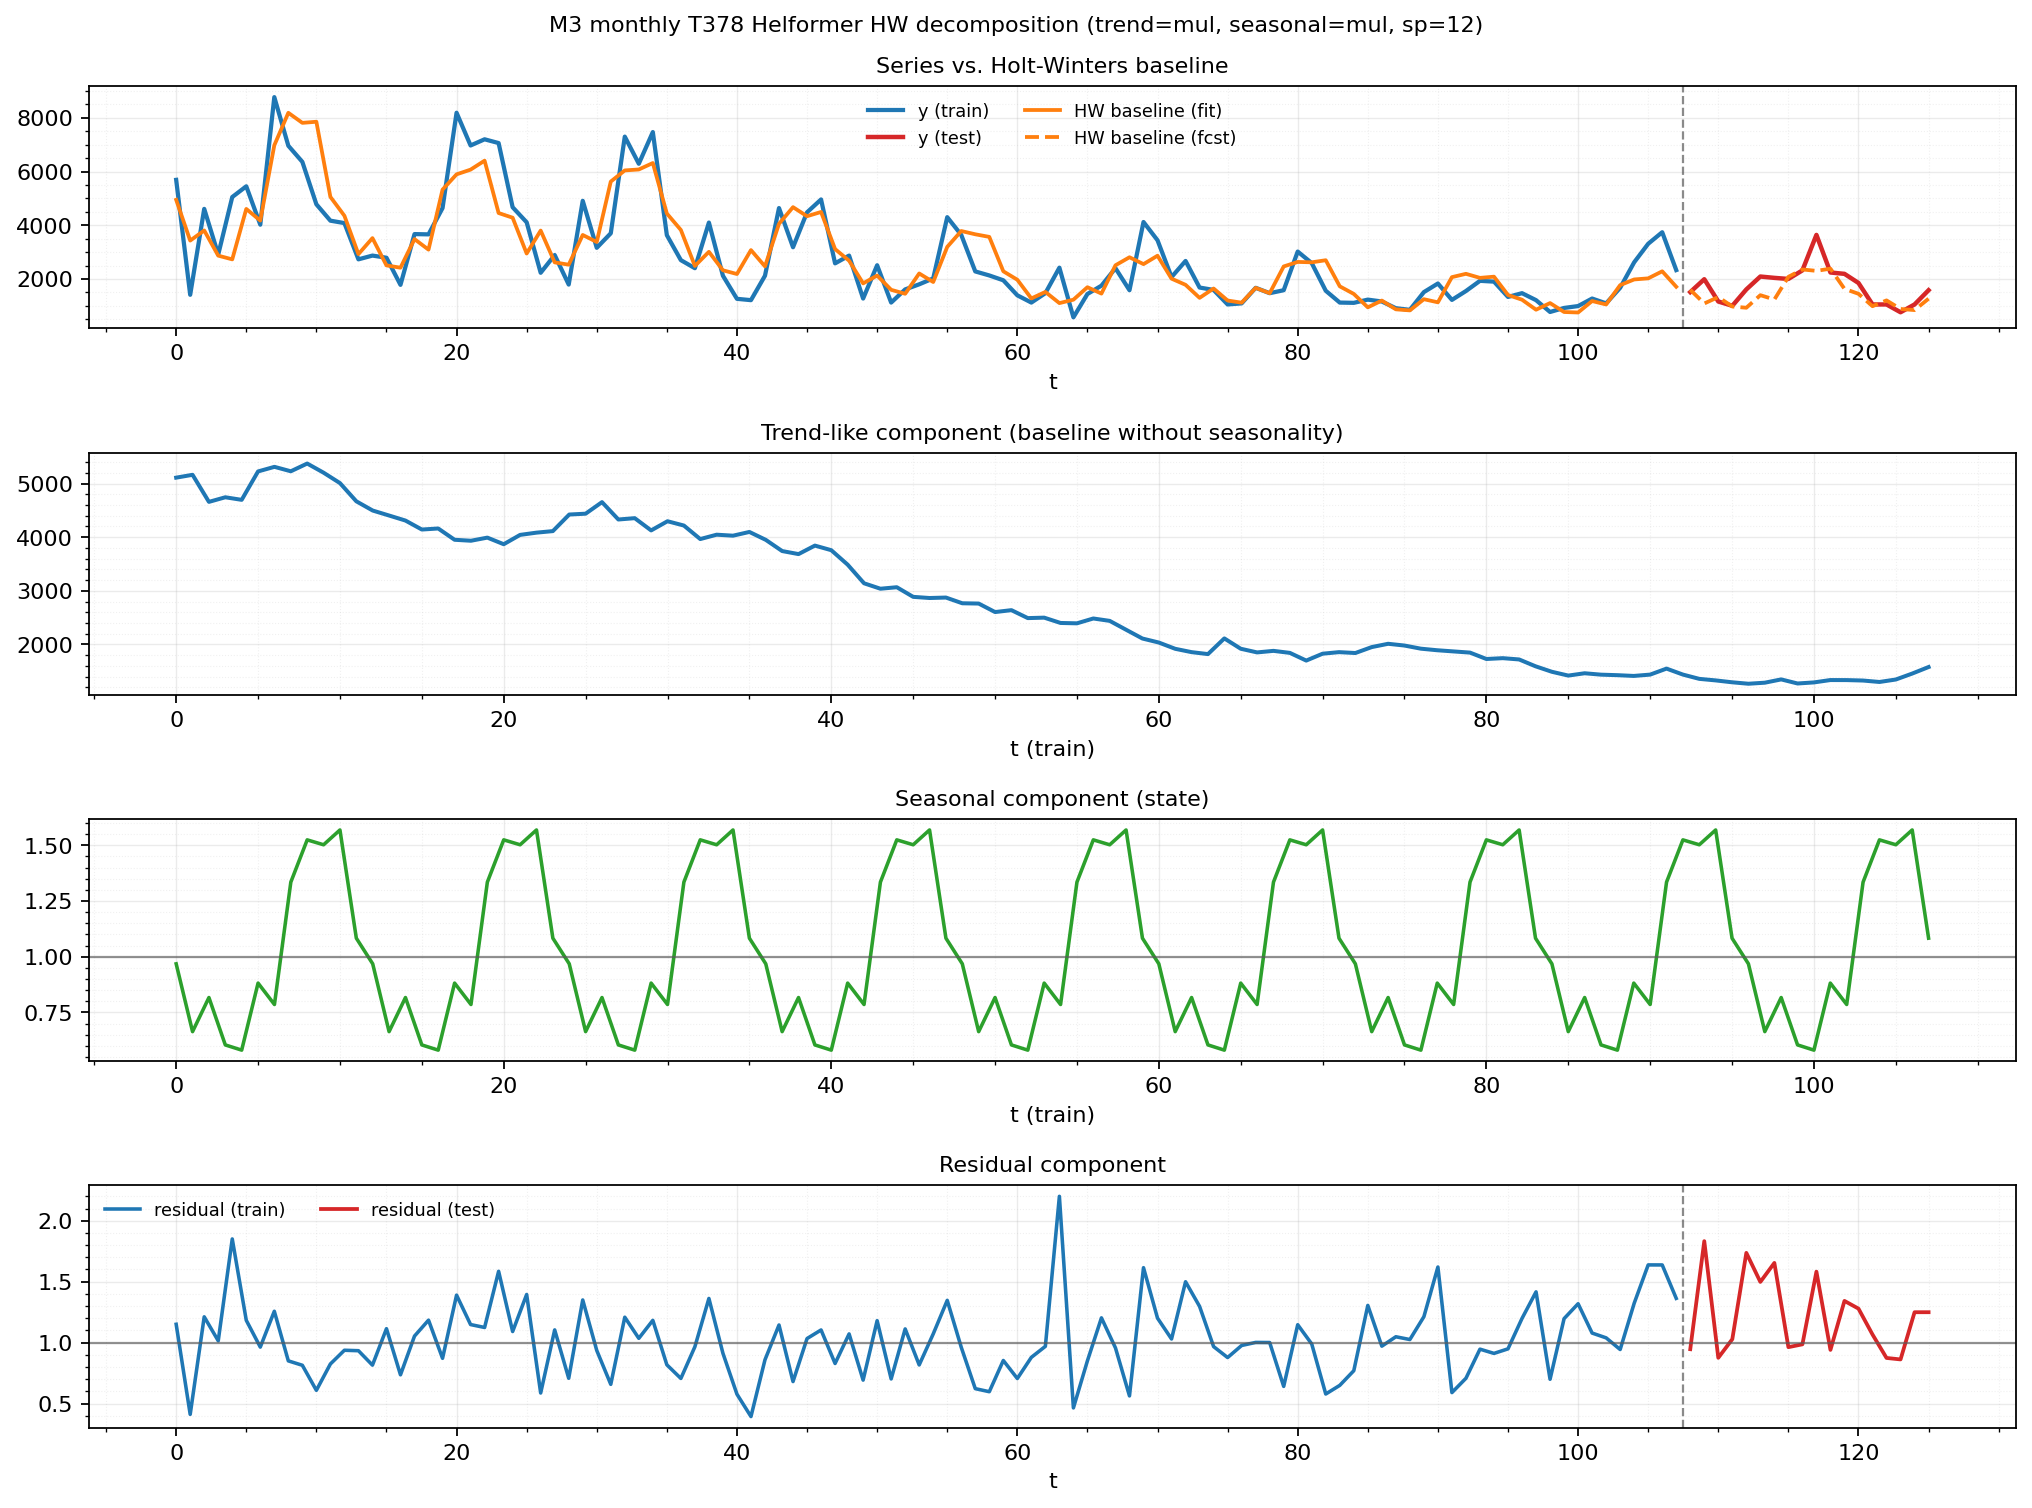 M3 monthly T378 Helformer HW decomposition (trend=mul, seasonal=mul, sp=12)
Series vs. Holt-Winters baseline
y (train)
y (test)
HW baseline (fit)
HW baseline (fcst)
8000
6000
4000
2000
0 20 40 60 80 100 120
t
Trend-like component (baseline without seasonality)
5000
4000
3000
2000
0 20 40 60 80 100
t (train)
Seasonal component (state)
1.50
1.25
1.00
0.75
0 20 40 60 80 100
t (train)
Residual component
residual (train) residual (test)
2.0
1.5
1.0
0.5
0 20 40 60 80 100 120
t